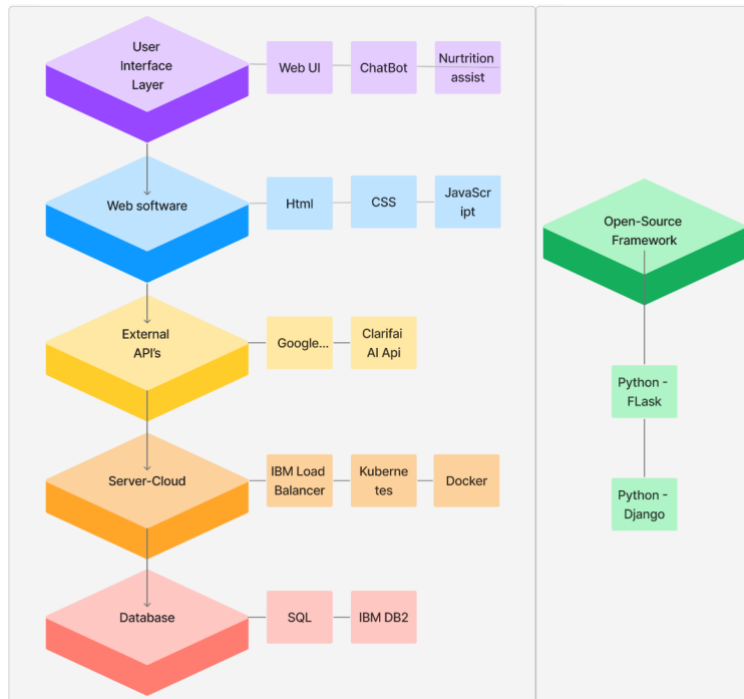 User
Interface
Layer
Web UI
ChatBot
Nurtrition
assist
Web software
Html
CSS
JavaScr
ipt
External
API's
Google...
Clarifai
AI Api
Server-Cloud
IBM Load
Balancer
Kuberne
tes
Docker
Database
SQL
IBM DB2
Open-Source
Framework
Python -
FLask
Python -
Django